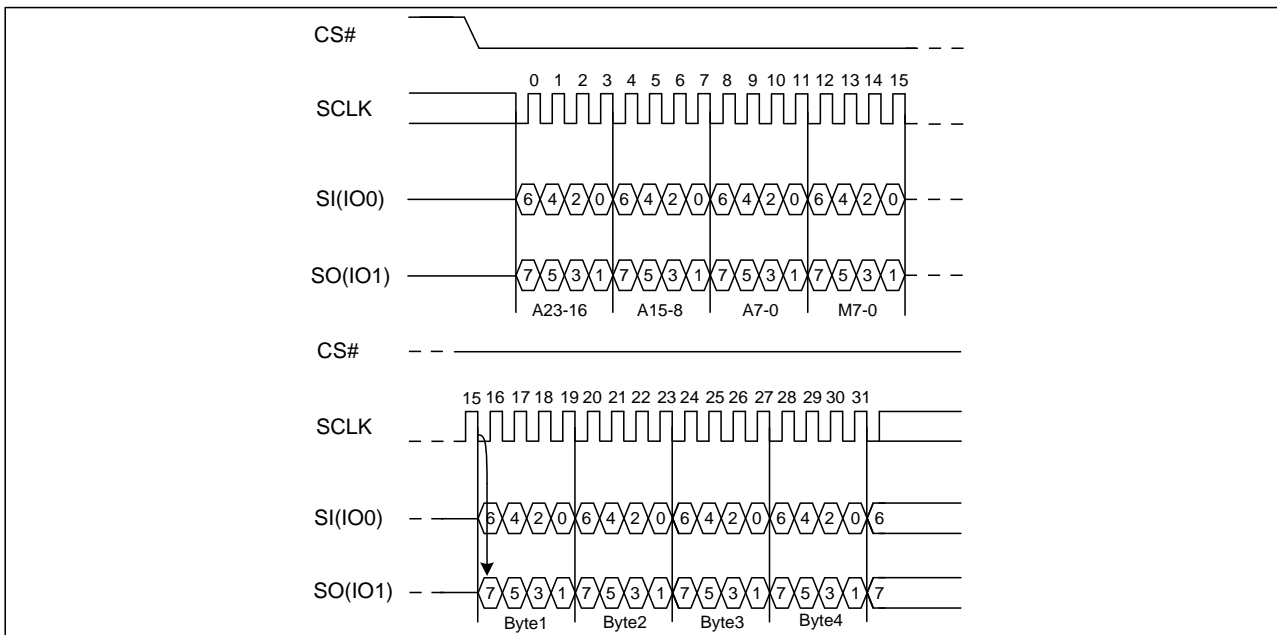 CS#
0 1 2 3 4 5 6 7 8 9 10 11 12 13 14 15
SCLK
SI(IO0) 6 4 2 0 6 4 2 0 6 4 2 0 6 4 2 0
SO(IO1) 7 5 3 1 7 5 3 1 7 5 3 1 7 5 3 1
A23-16 A15-8 A7-0 M7-0
CS#
15 16 17 18 19 20 21 22 23 24 25 26 27 28 29 30 31
SCLK
SI(IO0) 6 4 2 0 6 4 2 0 6 4 2 0 6 4 2 0 6
SO(IO1) 7 5 3 1 7 5 3 1 7 5 3 1 7 5 3 1 7
Byte1 Byte2 Byte3 Byte4